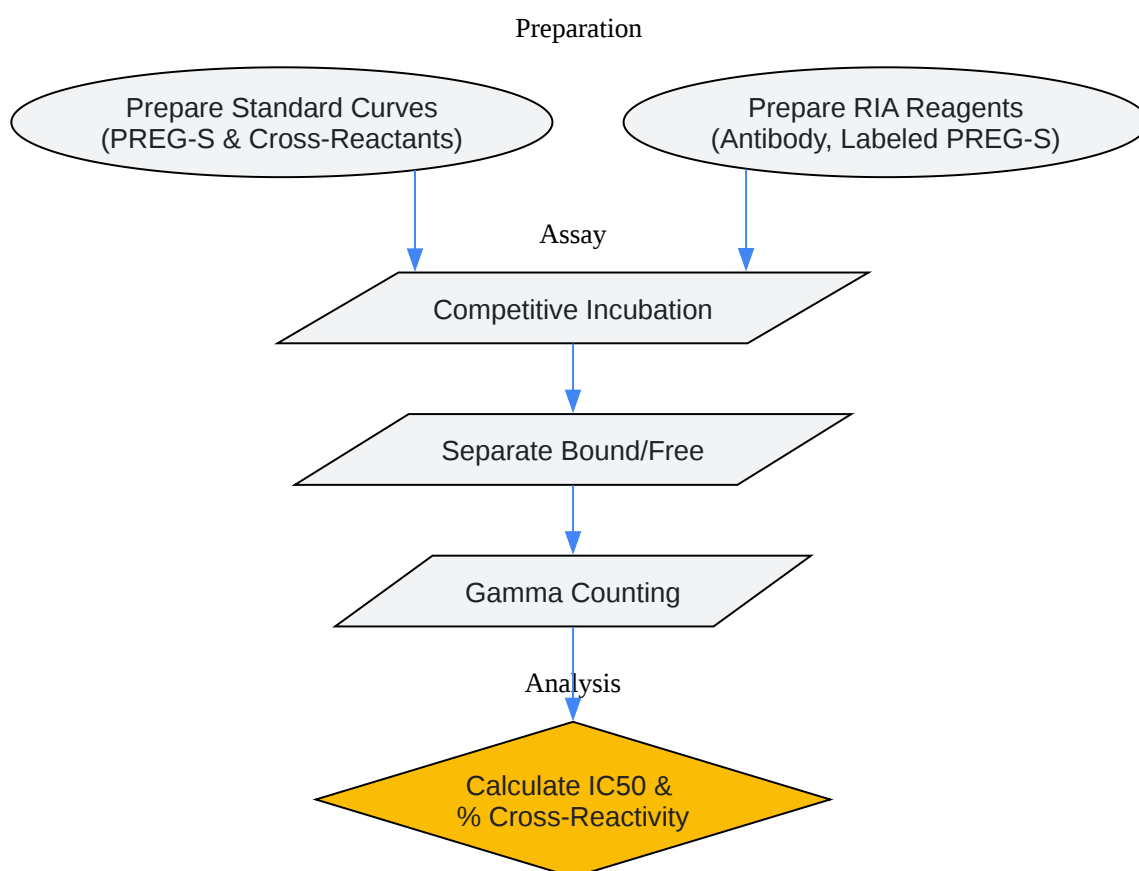 Preparation
Prepare Standard Curves
(PREG-S & Cross-Reactants)
Prepare RIA Reagents
(Antibody, Labeled PREG-S)
Assay
Competitive Incubation
Separate Bound/Free
Gamma Counting
Analysis
Calculate IC50 &
% Cross-Reactivity